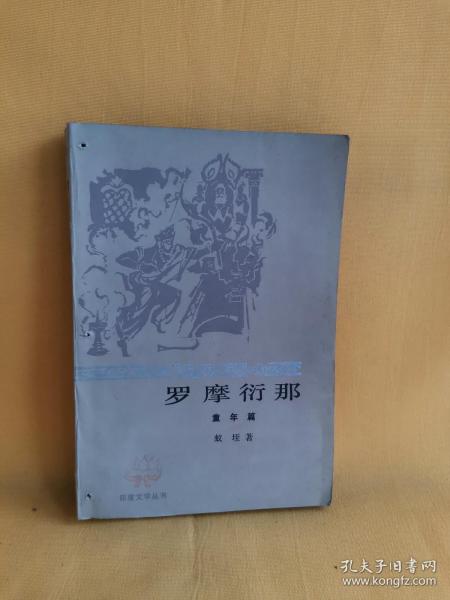 罗摩衍那
童年篇
蚁垤著
印度文学丛书
孔夫子旧书网
www.kongfz.com